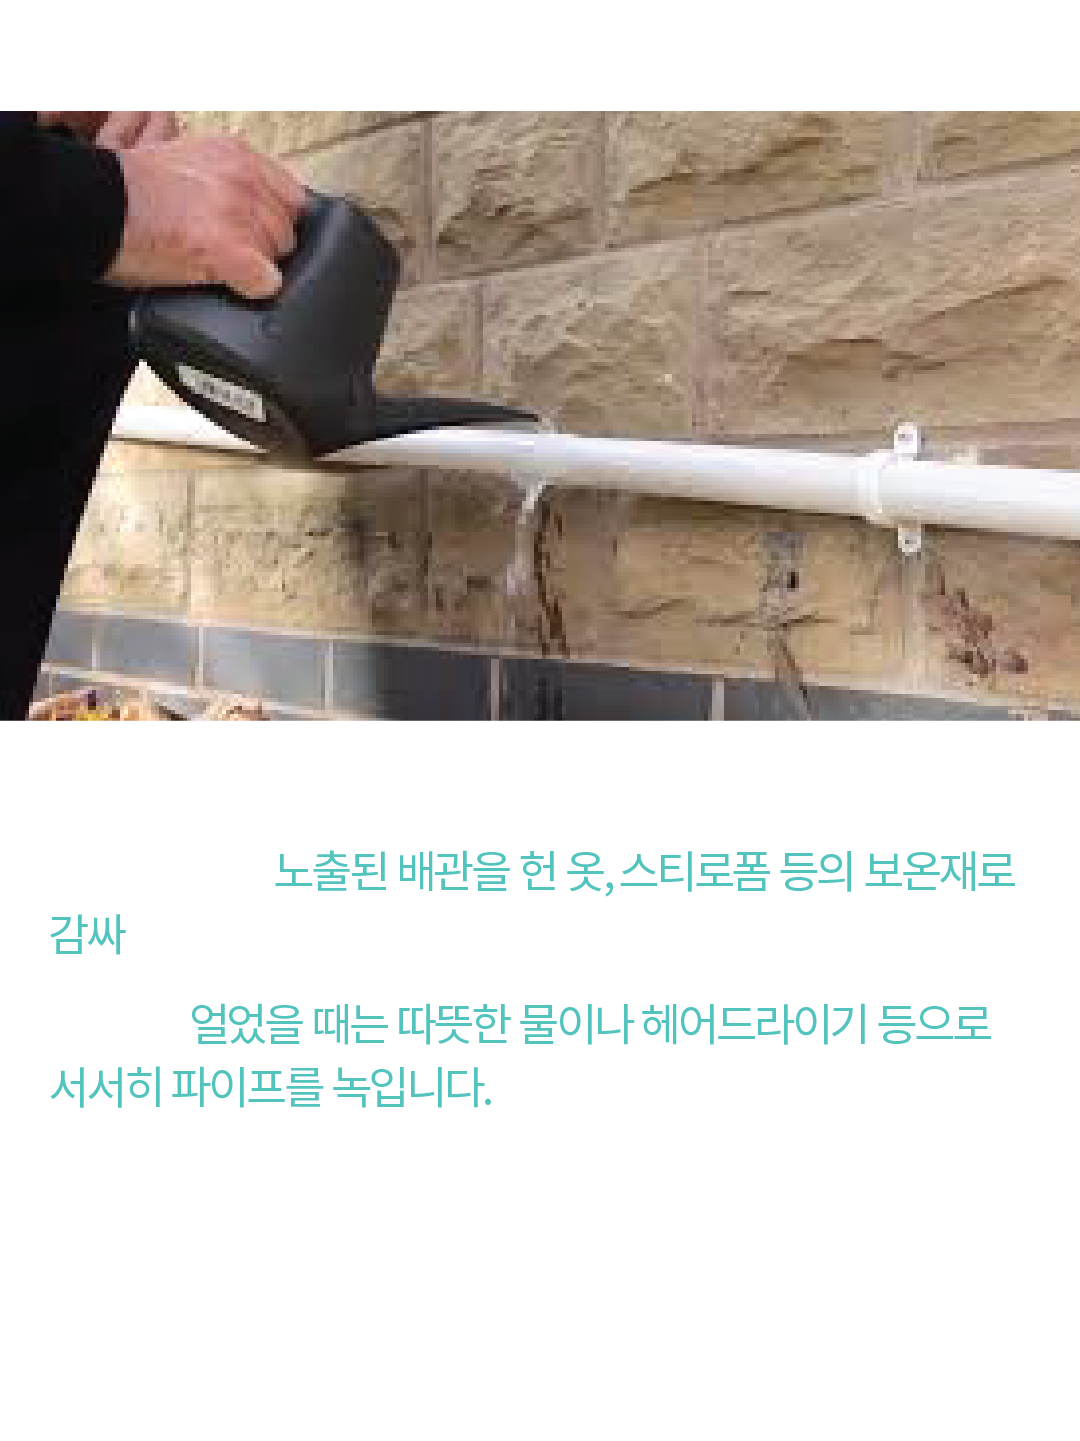 노출된 배관을 헌 옷, 스티로폼 등의 보온재로
감싸
얼었을 때는 따뜻한 물이나 헤어드라이기 등으로
서서히 파이프를 녹입니다.